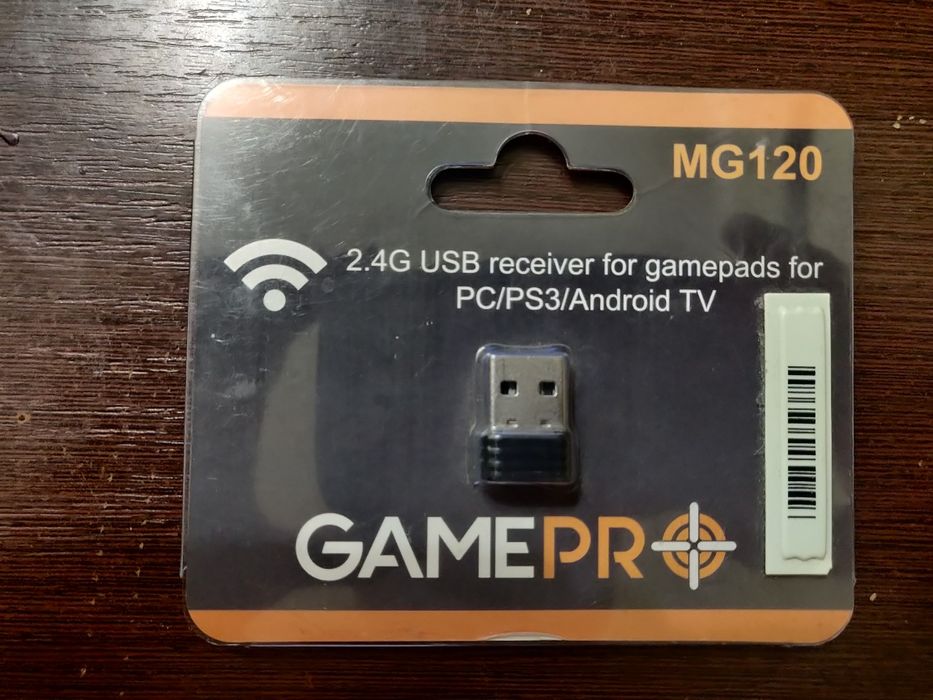 MG120
2.4G USB receiver for gamepads for
PC/PS3/Android TV
GAMEPRO